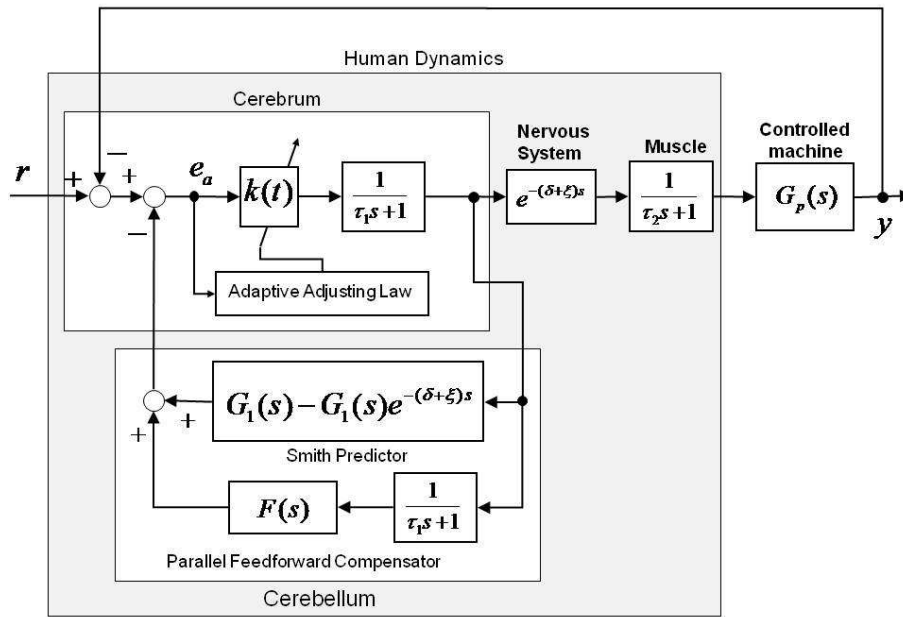 Human Dynamics
Cerebrum
Nervous
System
Muscle
Controlled
machine
r
+
−
+
−
e_a
k(t)
1/(τ₁s+1)
e^{-(δ+ξ)s}
1/(τ₂s+1)
G_p(s)
y
Adaptive Adjusting Law
G₁(s) − G₁(s)e^{-(δ+ξ)s}
+
+
Smith Predictor
F(s)
1/(τ₁s+1)
Parallel Feedforward Compensator
Cerebellum